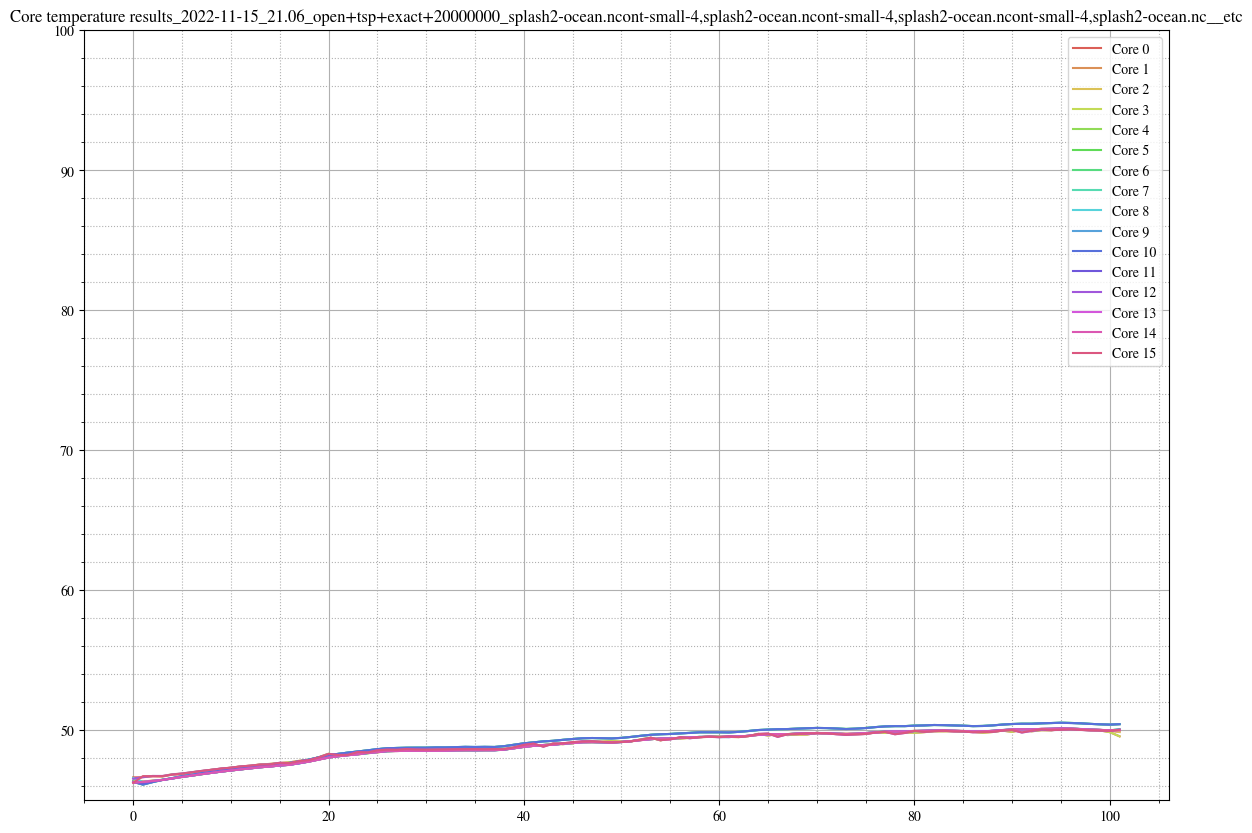 Core temperature results_2022-11-15_21.06_open+tsp+exact+20000000_splash2-ocean.ncont-small-4,splash2-ocean.ncont-small-4,splash2-ocean.ncont-small-4,splash2-ocean.nc__etc
100
90
80
70
60
50
Core 0
Core 1
Core 2
Core 3
Core 4
Core 5
Core 6
Core 7
Core 8
Core 9
Core 10
Core 11
Core 12
Core 13
Core 14
Core 15
0 20 40 60 80 100